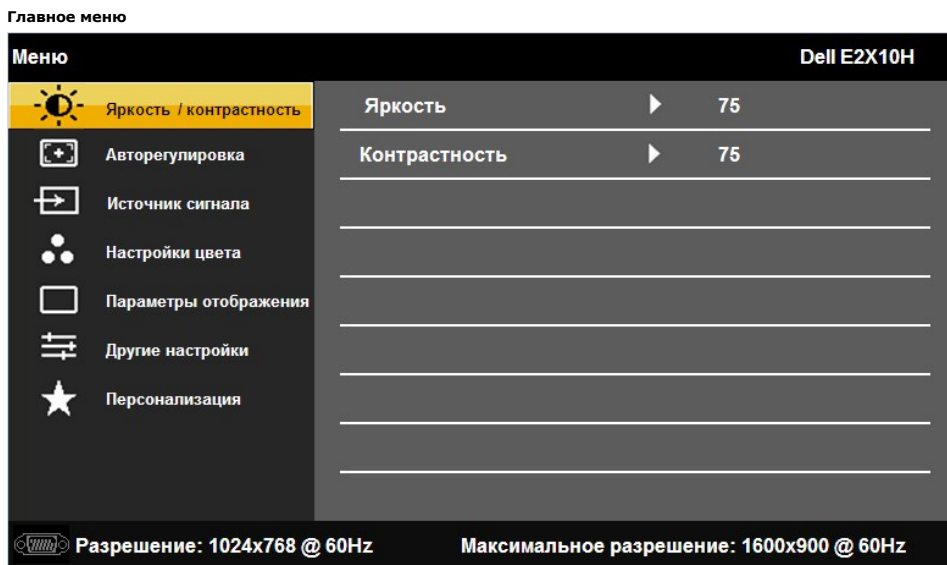 Главное меню
Меню Dell E2X10H
Яркость / контрастность Яркость 75
Авторегулировка Контрастность 75
Источник сигнала
Настройки цвета
Параметры отображения
Другие настройки
Персонализация
Разрешение: 1024x768 @ 60Hz Максимальное разрешение: 1600x900 @ 60Hz